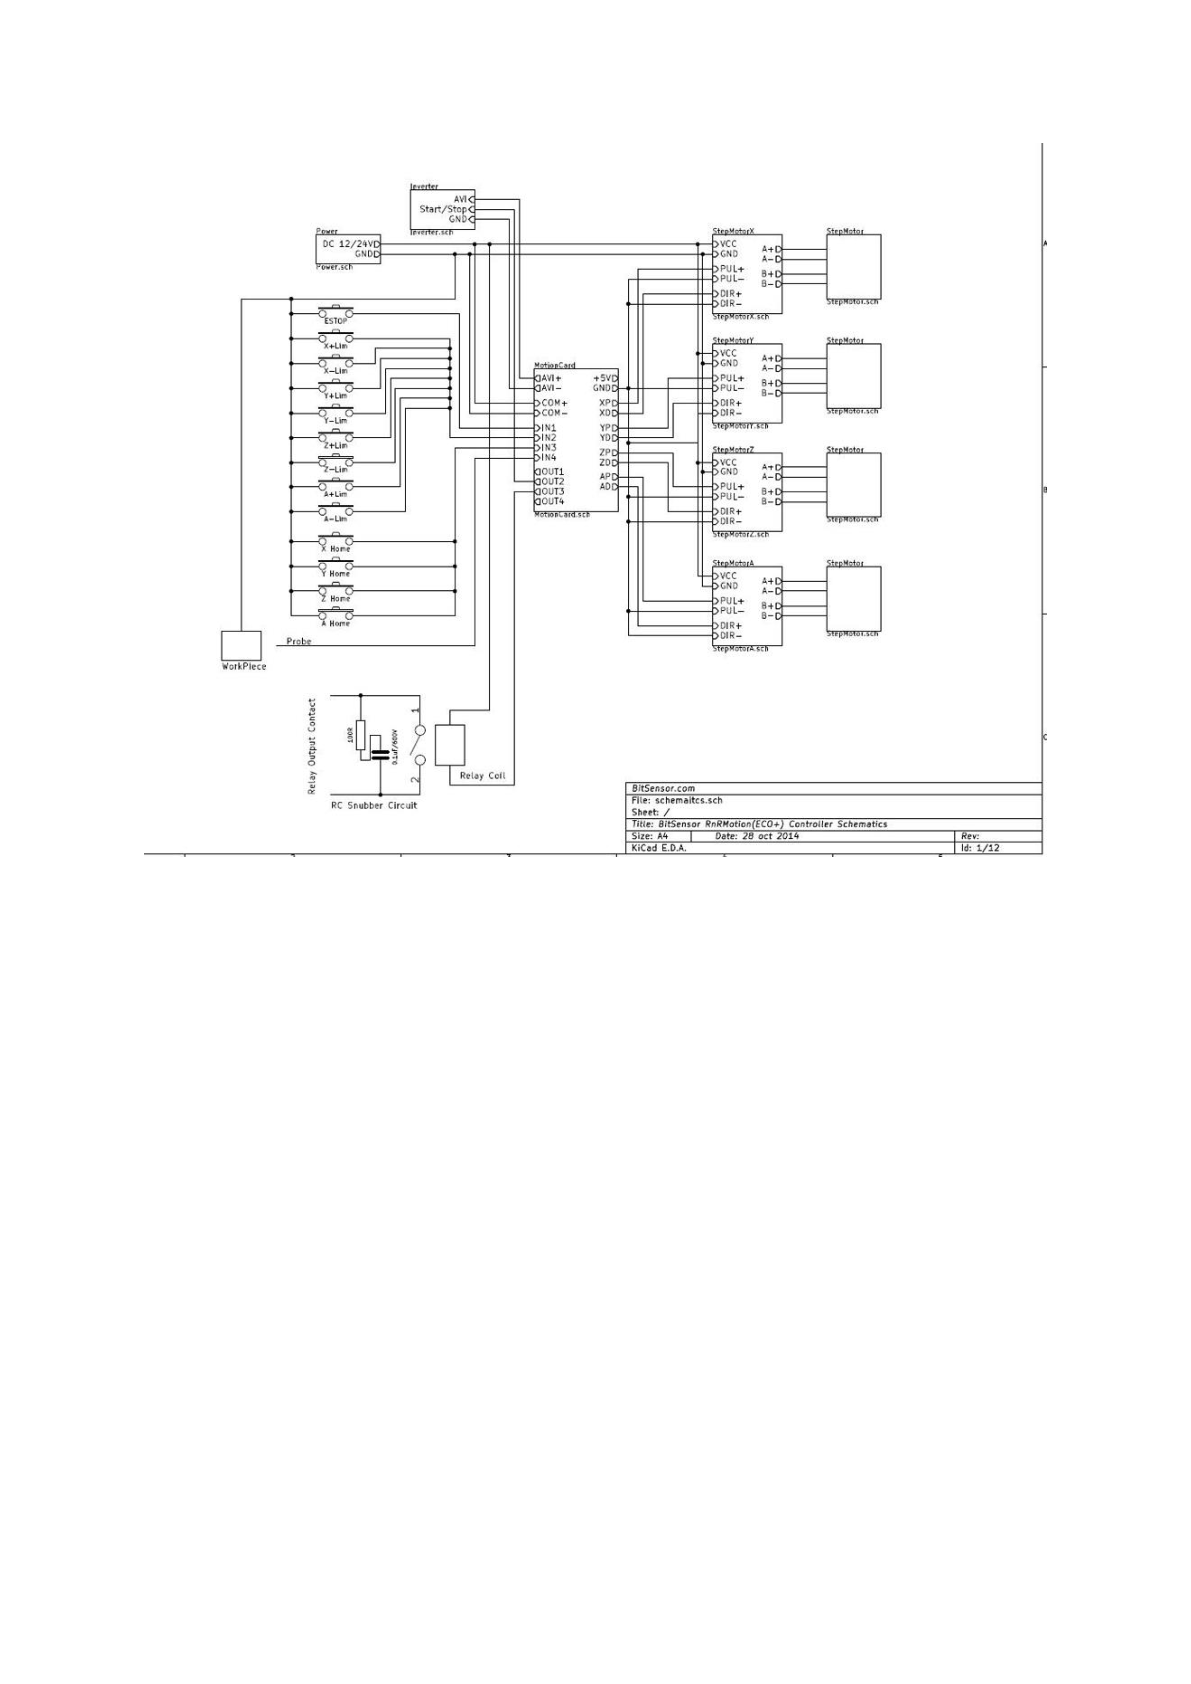 Inverter
AVI
Start/Stop
GND
Inverter.sch
Power
DC 12/24V
GND
Power.sch
ESTOP
X+Lim
X-Lim
Y+Lim
Y-Lim
Z+Lim
Z-Lim
A+Lim
A-Lim
X Home
Y Home
Z Home
A Home
WorkPiece
Probe
MotionCard
AVI+
AVI-
COM+
COM-
IN1
IN2
IN3
IN4
OUT1
OUT2
OUT3
OUT4
+5V
GND
XP
XD
YP
YD
ZP
ZD
AP
AD
MotionCard.sch
StepMotorX
VCC
GND
PUL+
PUL-
DIR+
DIR-
A+
A-
B+
B-
StepMotorX.sch
StepMotor
StepMotor.sch
StepMotorY
VCC
GND
PUL+
PUL-
DIR+
DIR-
A+
A-
B+
B-
StepMotorY.sch
StepMotor
StepMotor.sch
StepMotorZ
VCC
GND
PUL+
PUL-
DIR+
DIR-
A+
A-
B+
B-
StepMotorZ.sch
StepMotor
StepMotor.sch
StepMotorA
VCC
GND
PUL+
PUL-
DIR+
DIR-
A+
A-
B+
B-
StepMotorA.sch
StepMotor
StepMotor.sch
A
B
C
Relay Output Contact
100R
0.1uf/600V
1
2
Relay Coil
RC Snubber Circuit
BitSensor.com
File: schemaitcs.sch
Sheet: /
Title: BitSensor RnRMotion(ECO+) Controller Schematics
Size: A4 Date: 28 oct 2014 Rev:
KiCad E.D.A. Id: 1/12